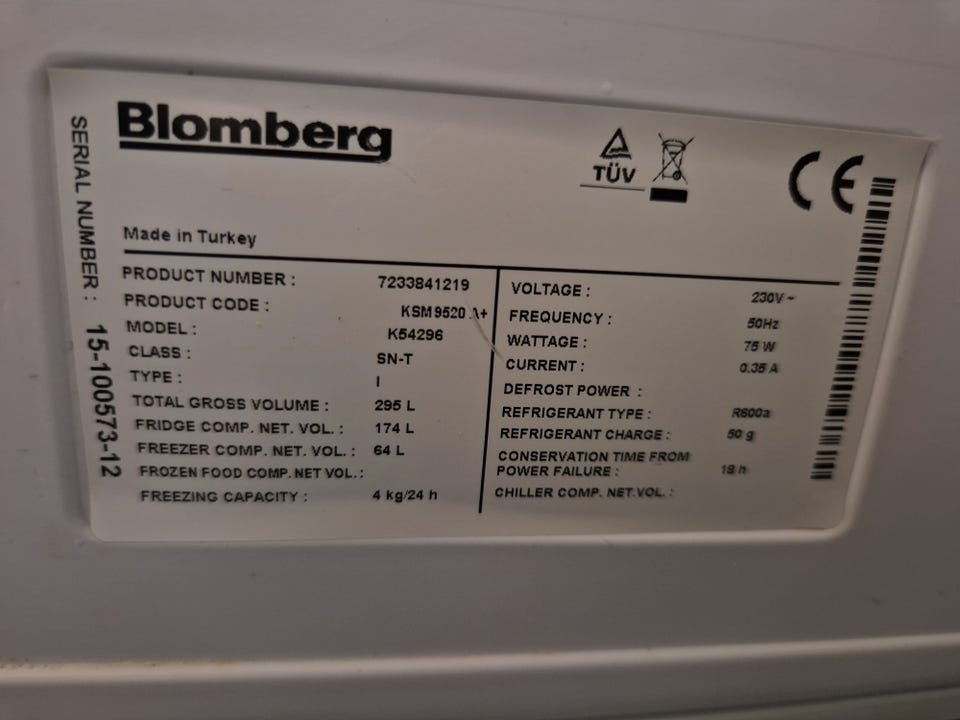 Blomberg
TÜV
CE
Made in Turkey
SERIAL NUMBER : 15-100573-12
PRODUCT NUMBER : 7233841219
PRODUCT CODE : KSM 9520 A+
MODEL : K54296
CLASS : SN-T
TYPE : I
TOTAL GROSS VOLUME : 295 L
FRIDGE COMP. NET. VOL. : 174 L
FREEZER COMP. NET. VOL. : 64 L
FROZEN FOOD COMP. NET VOL. :
FREEZING CAPACITY : 4 kg/24 h
VOLTAGE : 230V ~
FREQUENCY : 50Hz
WATTAGE : 75 W
CURRENT : 0.35 A
DEFROST POWER :
REFRIGERANT TYPE : R600a
REFRIGERANT CHARGE : 50 g
CONSERVATION TIME FROM
POWER FAILURE : 18 h
CHILLER COMP. NET.VOL. :